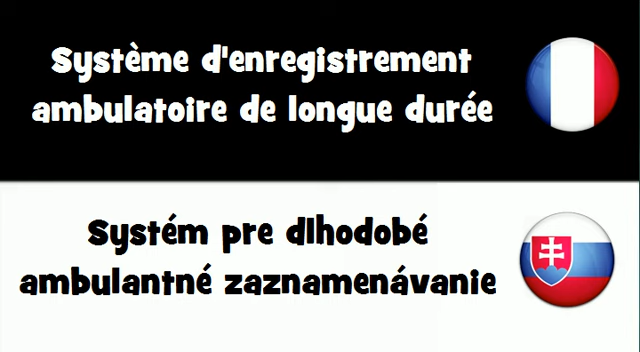 Système d'enregistrement
ambulatoire de longue durée
Systém pre dlhodobé
ambulantné zaznamenávanie